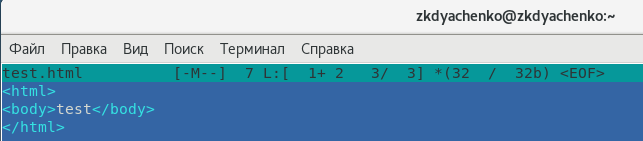 zkdyachenko@zkdyachenko:~
Файл Правка Вид Поиск Терминал Справка
test.html [-M--] 7 L:[ 1+ 2 3/ 3] *(32 / 32b) <EOF>
<html>
<body>test</body>
</html>